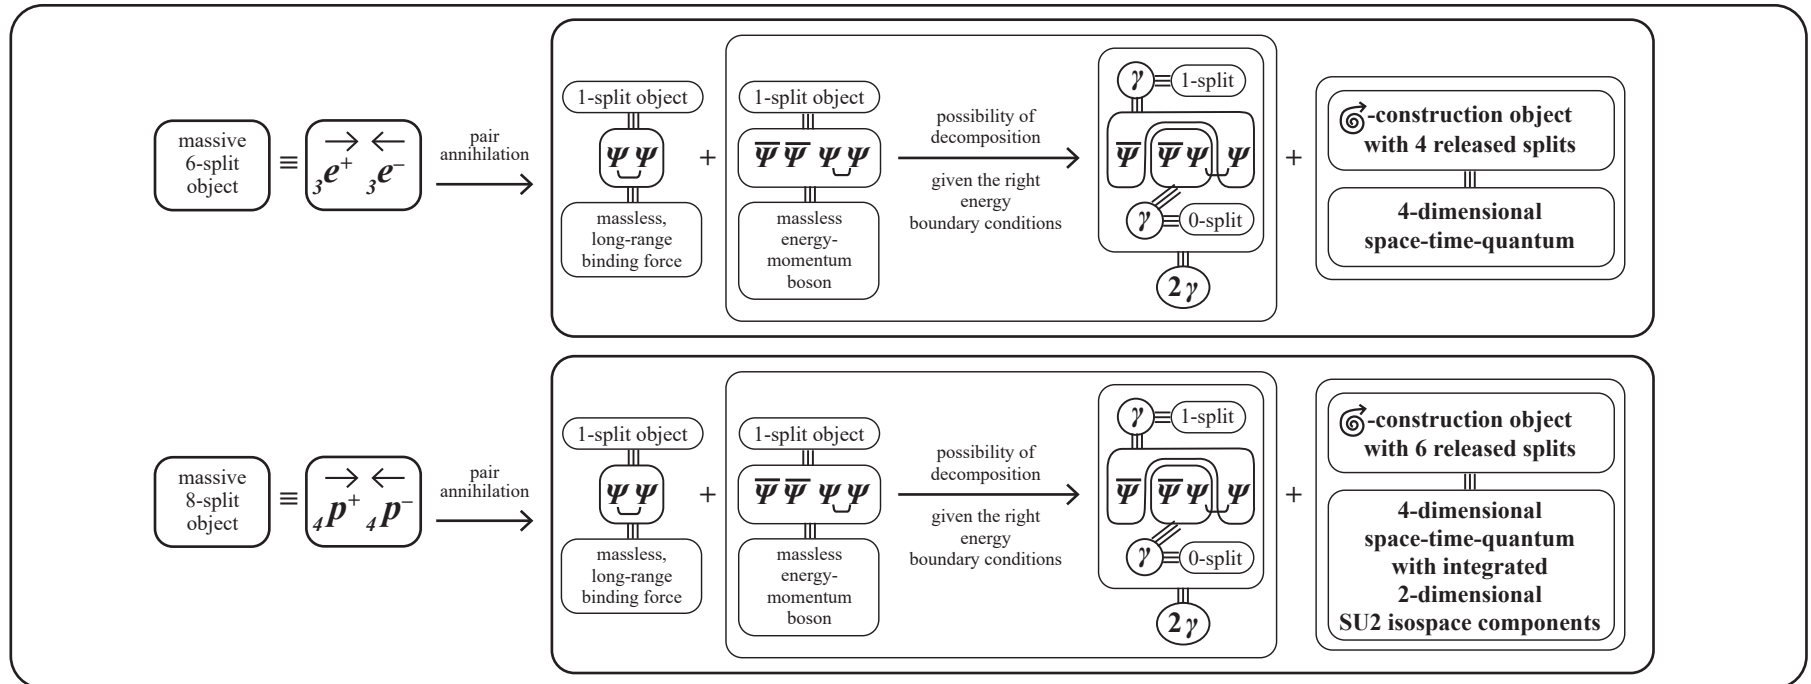 massive
6-split
object
≡
₃e⁺ ₃e⁻
pair
annihilation
1-split object
Ψ Ψ
massless,
long-range
binding force
+
1-split object
Ψ̅ Ψ̅ Ψ Ψ
massless
energy-
momentum
boson
possibility of
decomposition
given the right
energy
boundary conditions
γ
1-split
Ψ̅ Ψ̅ Ψ Ψ
γ
0-split
2γ
+
-construction object
with 4 released splits
4-dimensional
space-time-quantum
massive
8-split
object
≡
₄p⁺ ₄p⁻
pair
annihilation
1-split object
Ψ Ψ
massless,
long-range
binding force
+
1-split object
Ψ̅ Ψ̅ Ψ Ψ
massless
energy-
momentum
boson
possibility of
decomposition
given the right
energy
boundary conditions
γ
1-split
Ψ̅ Ψ̅ Ψ Ψ
γ
0-split
2γ
+
-construction object
with 6 released splits
4-dimensional
space-time-quantum
with integrated
2-dimensional
SU2 isospace components